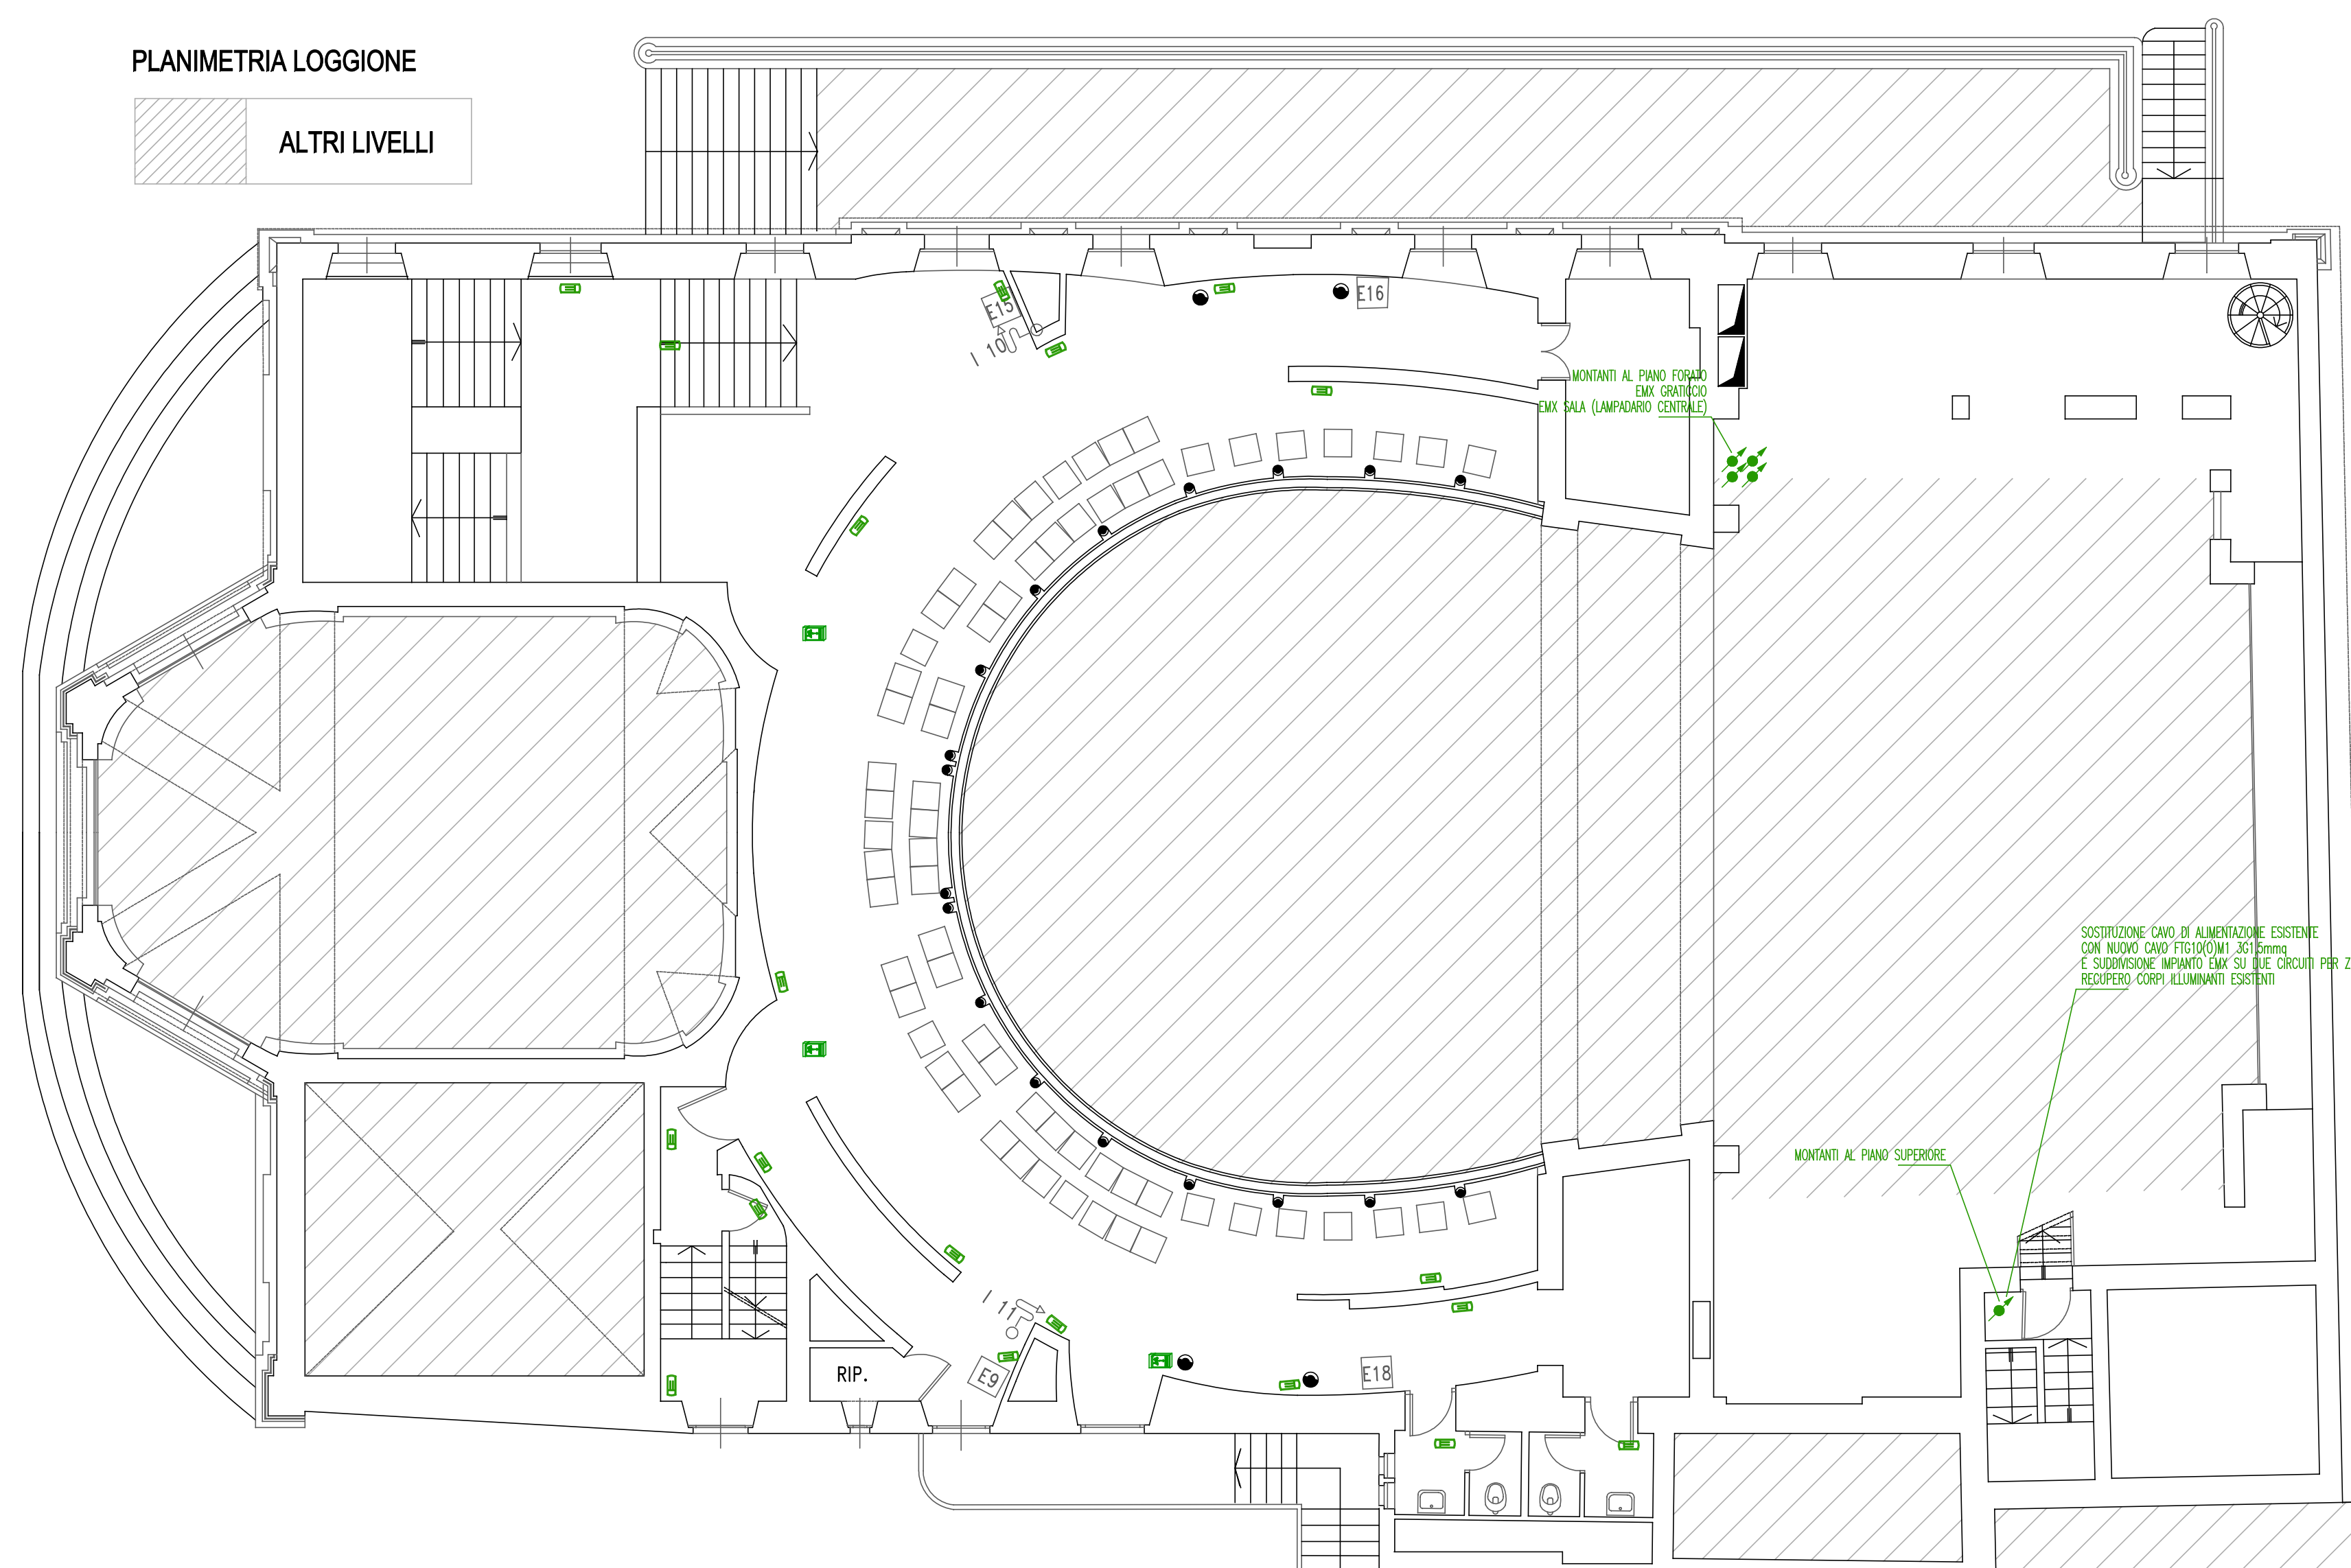 PLANIMETRIA LOGGIONE
ALTRI LIVELLI
E15
I 10
E16
MONTANTI AL PIANO FORATO
EMX GRATICCIO
EMX SALA (LAMPADARIO CENTRALE)
SOSTITUZIONE CAVO DI ALIMENTAZIONE ESISTENTE
CON NUOVO CAVO FTG10(O)M1 3G1,5mmq
E SUDDIVISIONE IMPIANTO EMX SU DUE CIRCUITI PER Z
RECUPERO CORPI ILLUMINANTI ESISTENTI
MONTANTI AL PIANO SUPERIORE
I 11
RIP.
E9
E18